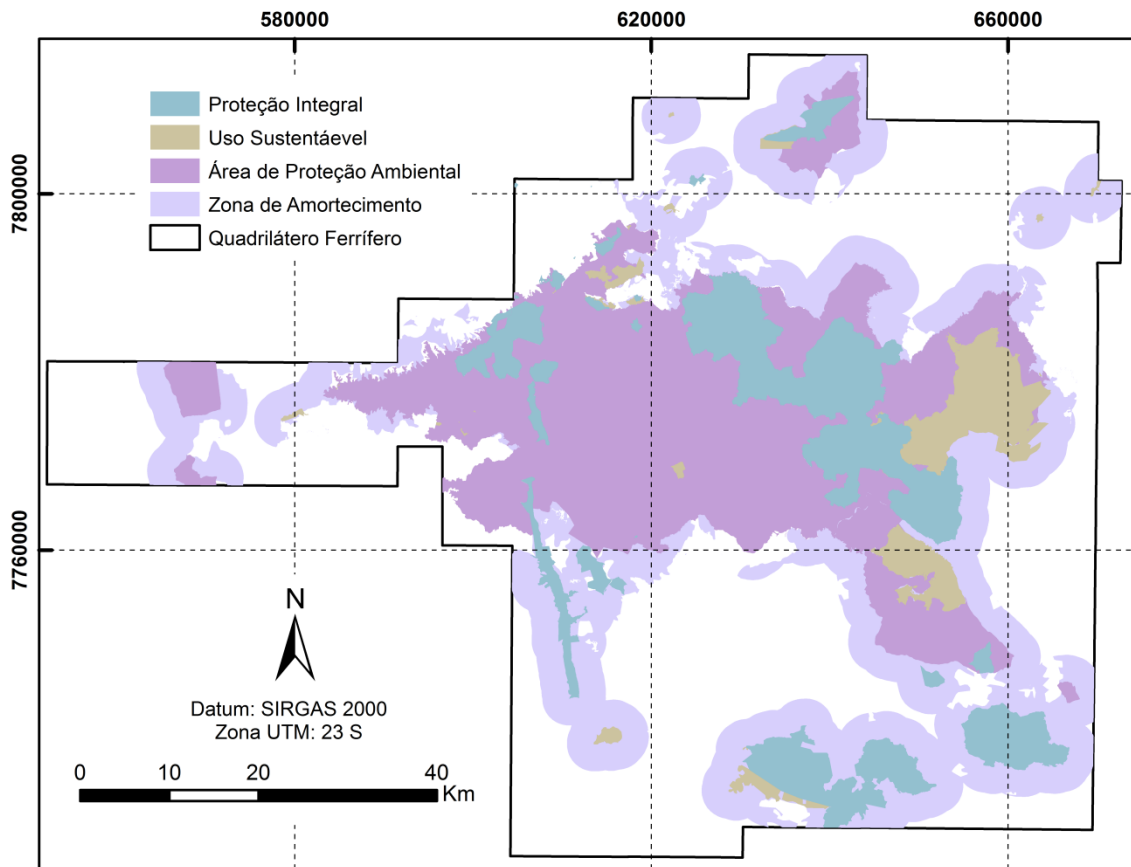 580000 620000 660000
Proteção Integral
Uso Sustentáevel
Área de Proteção Ambiental
Zona de Amortecimento
Quadrilátero Ferrífero
7800000
7760000
N
Datum: SIRGAS 2000
Zona UTM: 23 S
0 10 20 40
Km